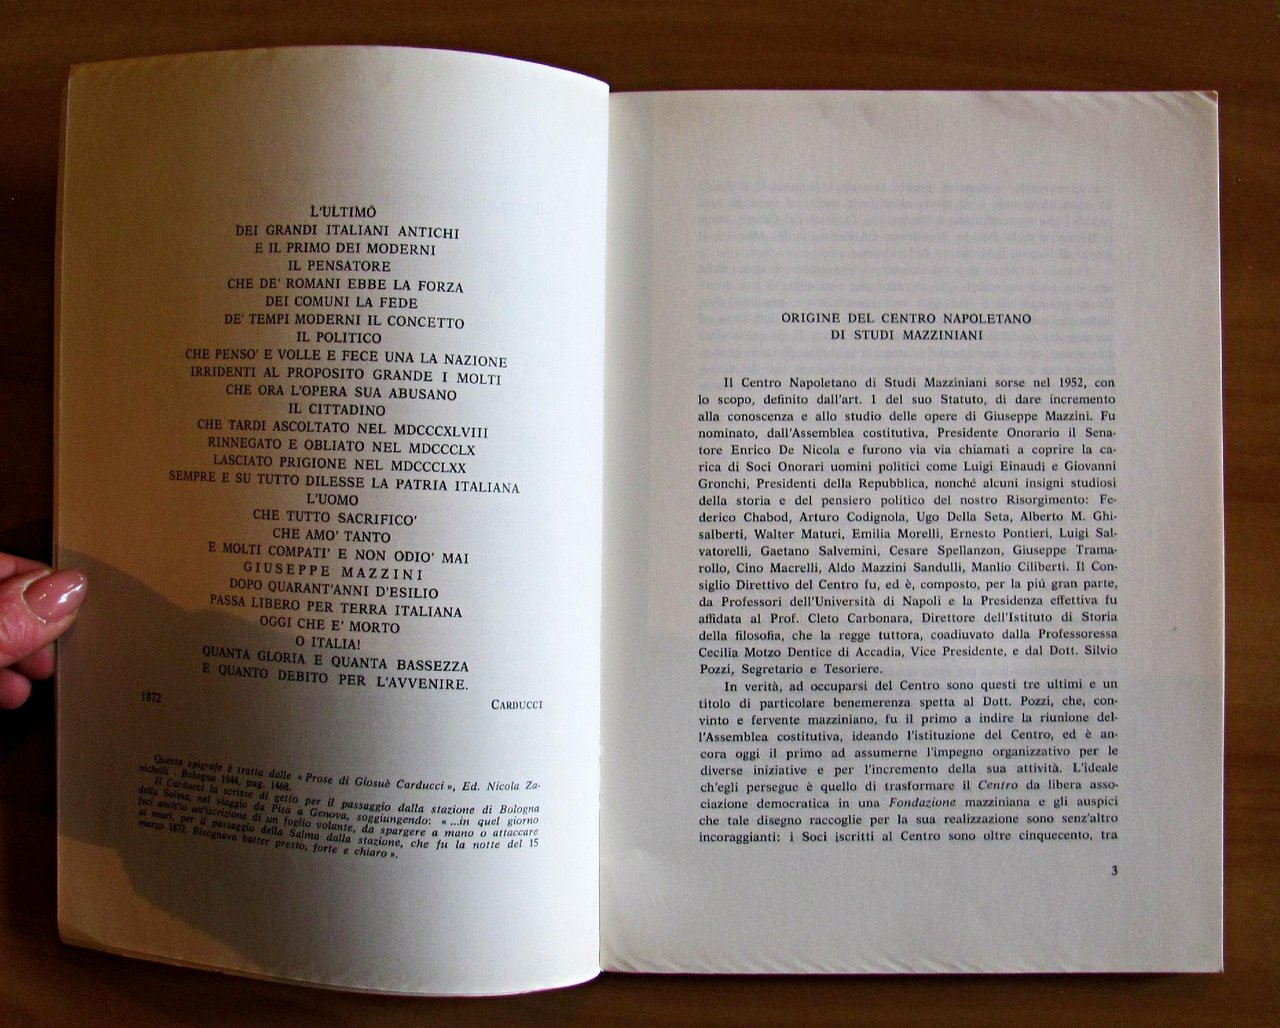 L'ULTIMO
DEI GRANDI ITALIANI ANTICHI
E IL PRIMO DEI MODERNI
IL PENSATORE
CHE DE' ROMANI EBBE LA FORZA
DEI COMUNI LA FEDE
DE' TEMPI MODERNI IL CONCETTO
IL POLITICO
CHE PENSO' E VOLLE E FECE UNA LA NAZIONE
IRRIDENTI AL PROPOSITO GRANDE I MOLTI
CHE ORA L'OPERA SUA ABUSANO
IL CITTADINO
CHE TARDI ASCOLTATO NEL MDCCCXLVIII
RINNEGATO E OBLIATO NEL MDCCCLX
LASCIATO PRIGIONE NEL MDCCCLXX
SEMPRE E SU TUTTO DILESSE LA PATRIA ITALIANA
L'UOMO
CHE TUTTO SACRIFICO'
CHE AMO' TANTO
E MOLTI COMPATI' E NON ODIO' MAI
GIUSEPPE MAZZINI
DOPO QUARANT'ANNI D'ESILIO
PASSA LIBERO PER TERRA ITALIANA
OGGI CHE E' MORTO
O ITALIA!
QUANTA GLORIA E QUANTA BASSEZZA
E QUANTO DEBITO PER L'AVVENIRE.
1872 CARDUCCI
Questa epigrafe è tratta dalle « Prose di Giosuè Carducci », Ed. Nicola Za-
nichelli - Bologna 1944, pag. 1468.
Il Carducci la scrisse di getto per il passaggio dalla stazione di Bologna
della Salma, nel viaggio da Pisa a Genova, soggiungendo: « ...in quel giorno
feci anch'io un'iscrizione di un foglio volante, da spargere a mano o attaccare
ai muri, per il passaggio della Salma dalla stazione, che fu la notte del 15
marzo 1872. Bisognava batter presto, forte e chiaro ».
ORIGINE DEL CENTRO NAPOLETANO
DI STUDI MAZZINIANI
Il Centro Napoletano di Studi Mazziniani sorse nel 1952, con
lo scopo, definito dall'art. 1 del suo Statuto, di dare incremento
alla conoscenza e allo studio delle opere di Giuseppe Mazzini. Fu
nominato, dall'Assemblea costitutiva, Presidente Onorario il Sena-
tore Enrico De Nicola e furono via via chiamati a coprire la ca-
rica di Soci Onorari uomini politici come Luigi Einaudi e Giovanni
Gronchi, Presidenti della Repubblica, nonché alcuni insigni studiosi
della storia e del pensiero politico del nostro Risorgimento: Fe-
derico Chabod, Arturo Codignola, Ugo Della Seta, Alberto M. Ghi-
salberti, Walter Maturi, Emilia Morelli, Ernesto Pontieri, Luigi Sal-
vatorelli, Gaetano Salvemini, Cesare Spellanzon, Giuseppe Trama-
rollo, Cino Macrelli, Aldo Mazzini Sandulli, Manlio Ciliberti. Il Con-
siglio Direttivo del Centro fu, ed è, composto, per la piú gran parte,
da Professori dell'Università di Napoli e la Presidenza effettiva fu
affidata al Prof. Cleto Carbonara, Direttore dell'Istituto di Storia
della filosofia, che la regge tuttora, coadiuvato dalla Professoressa
Cecilia Motzo Dentice di Accadia, Vice Presidente, e dal Dott. Silvio
Pozzi, Segretario e Tesoriere.
In verità, ad occuparsi del Centro sono questi tre ultimi e un
titolo di particolare benemerenza spetta al Dott. Pozzi, che, con-
vinto e fervente mazziniano, fu il primo a indire la riunione del-
l'Assemblea costitutiva, ideando l'istituzione del Centro, ed è an-
cora oggi il primo ad assumerne l'impegno organizzativo per le
diverse iniziative e per l'incremento della sua attività. L'ideale
ch'egli persegue è quello di trasformare il Centro da libera asso-
ciazione democratica in una Fondazione mazziniana e gli auspici
che tale disegno raccoglie per la sua realizzazione sono senz'altro
incoraggianti: i Soci iscritti al Centro sono oltre cinquecento, tra
3